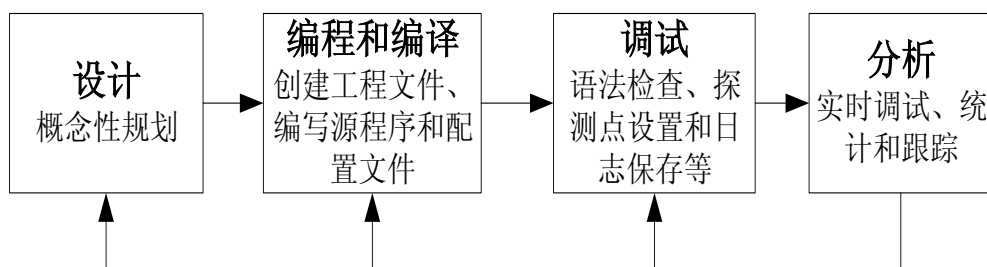 设计
概念性规划
编程和编译
创建工程文件、
编写源程序和配
置文件
调试
语法检查、探
测点设置和日
志保存等
分析
实时调试、统
计和跟踪